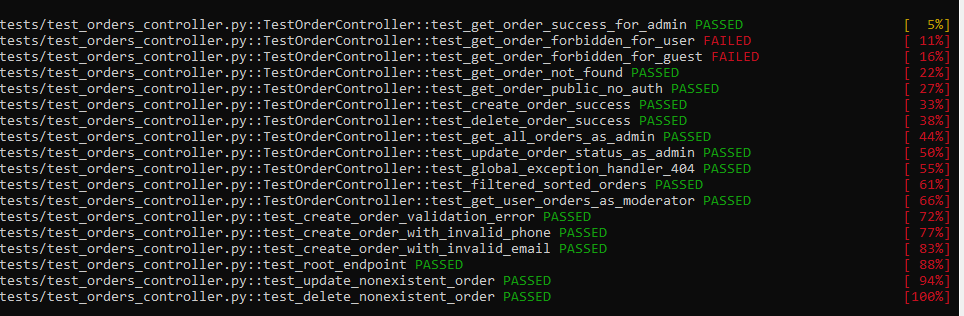 tests/test_orders_controller.py::TestOrderController::test_get_order_success_for_admin PASSED [  5%]
tests/test_orders_controller.py::TestOrderController::test_get_order_forbidden_for_user FAILED [ 11%]
tests/test_orders_controller.py::TestOrderController::test_get_order_forbidden_for_guest FAILED [ 16%]
tests/test_orders_controller.py::TestOrderController::test_get_order_not_found PASSED [ 22%]
tests/test_orders_controller.py::TestOrderController::test_get_order_public_no_auth PASSED [ 27%]
tests/test_orders_controller.py::TestOrderController::test_create_order_success PASSED [ 33%]
tests/test_orders_controller.py::TestOrderController::test_delete_order_success PASSED [ 38%]
tests/test_orders_controller.py::TestOrderController::test_get_all_orders_as_admin PASSED [ 44%]
tests/test_orders_controller.py::TestOrderController::test_update_order_status_as_admin PASSED [ 50%]
tests/test_orders_controller.py::TestOrderController::test_global_exception_handler_404 PASSED [ 55%]
tests/test_orders_controller.py::TestOrderController::test_filtered_sorted_orders PASSED [ 61%]
tests/test_orders_controller.py::TestOrderController::test_get_user_orders_as_moderator PASSED [ 66%]
tests/test_orders_controller.py::test_create_order_validation_error PASSED [ 72%]
tests/test_orders_controller.py::test_create_order_with_invalid_phone PASSED [ 77%]
tests/test_orders_controller.py::test_create_order_with_invalid_email PASSED [ 83%]
tests/test_orders_controller.py::test_root_endpoint PASSED [ 88%]
tests/test_orders_controller.py::test_update_nonexistent_order PASSED [ 94%]
tests/test_orders_controller.py::test_delete_nonexistent_order PASSED [100%]